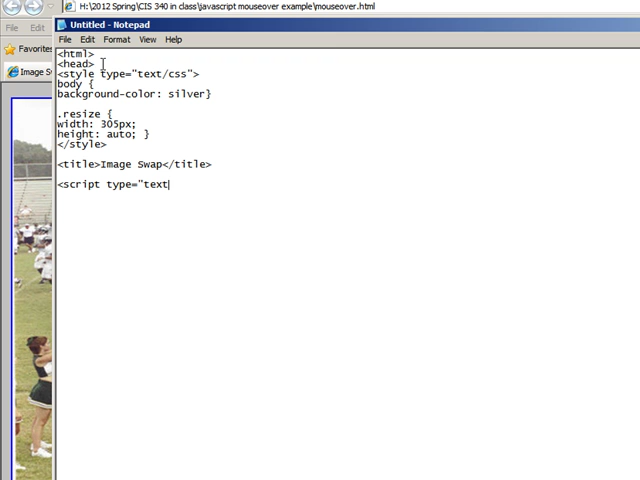 H:\2012 Spring\CIS 340 in class\javascript mouseover example\mouseover.html
File
Favorites
Image Sw
Untitled - Notepad
File Edit Format View Help
<html>
<head>
<style type="text/css">
body {
background-color: silver}
.resize {
width: 305px;
height: auto; }
</style>
<title>Image Swap</title>
<script type="text